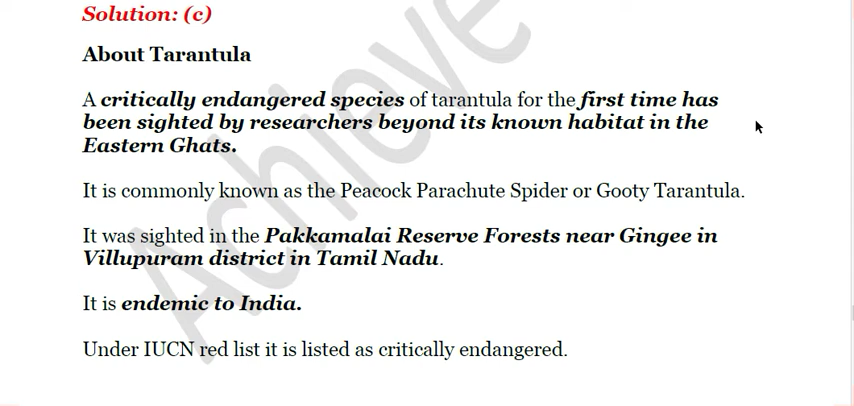 Solution: (c)
About Tarantula
A critically endangered species of tarantula for the first time has
been sighted by researchers beyond its known habitat in the
Eastern Ghats.
It is commonly known as the Peacock Parachute Spider or Gooty Tarantula.
It was sighted in the Pakkamalai Reserve Forests near Gingee in
Villupuram district in Tamil Nadu.
It is endemic to India.
Under IUCN red list it is listed as critically endangered.
Achieve